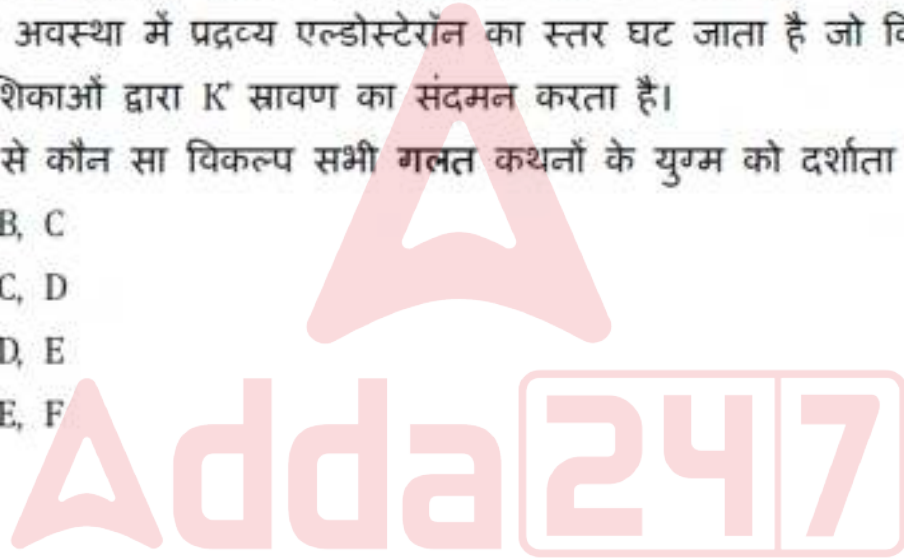 अवस्था में प्रद्रव्य एल्डोस्टेरॉन का स्तर घट जाता है जो
शिकाओं द्वारा K⁺ स्रावण का संदमन करता है।
से कौन सा विकल्प सभी गलत कथनों के युग्म को दर्शाता
B, C
C, D
D, E
E, F
Adda247